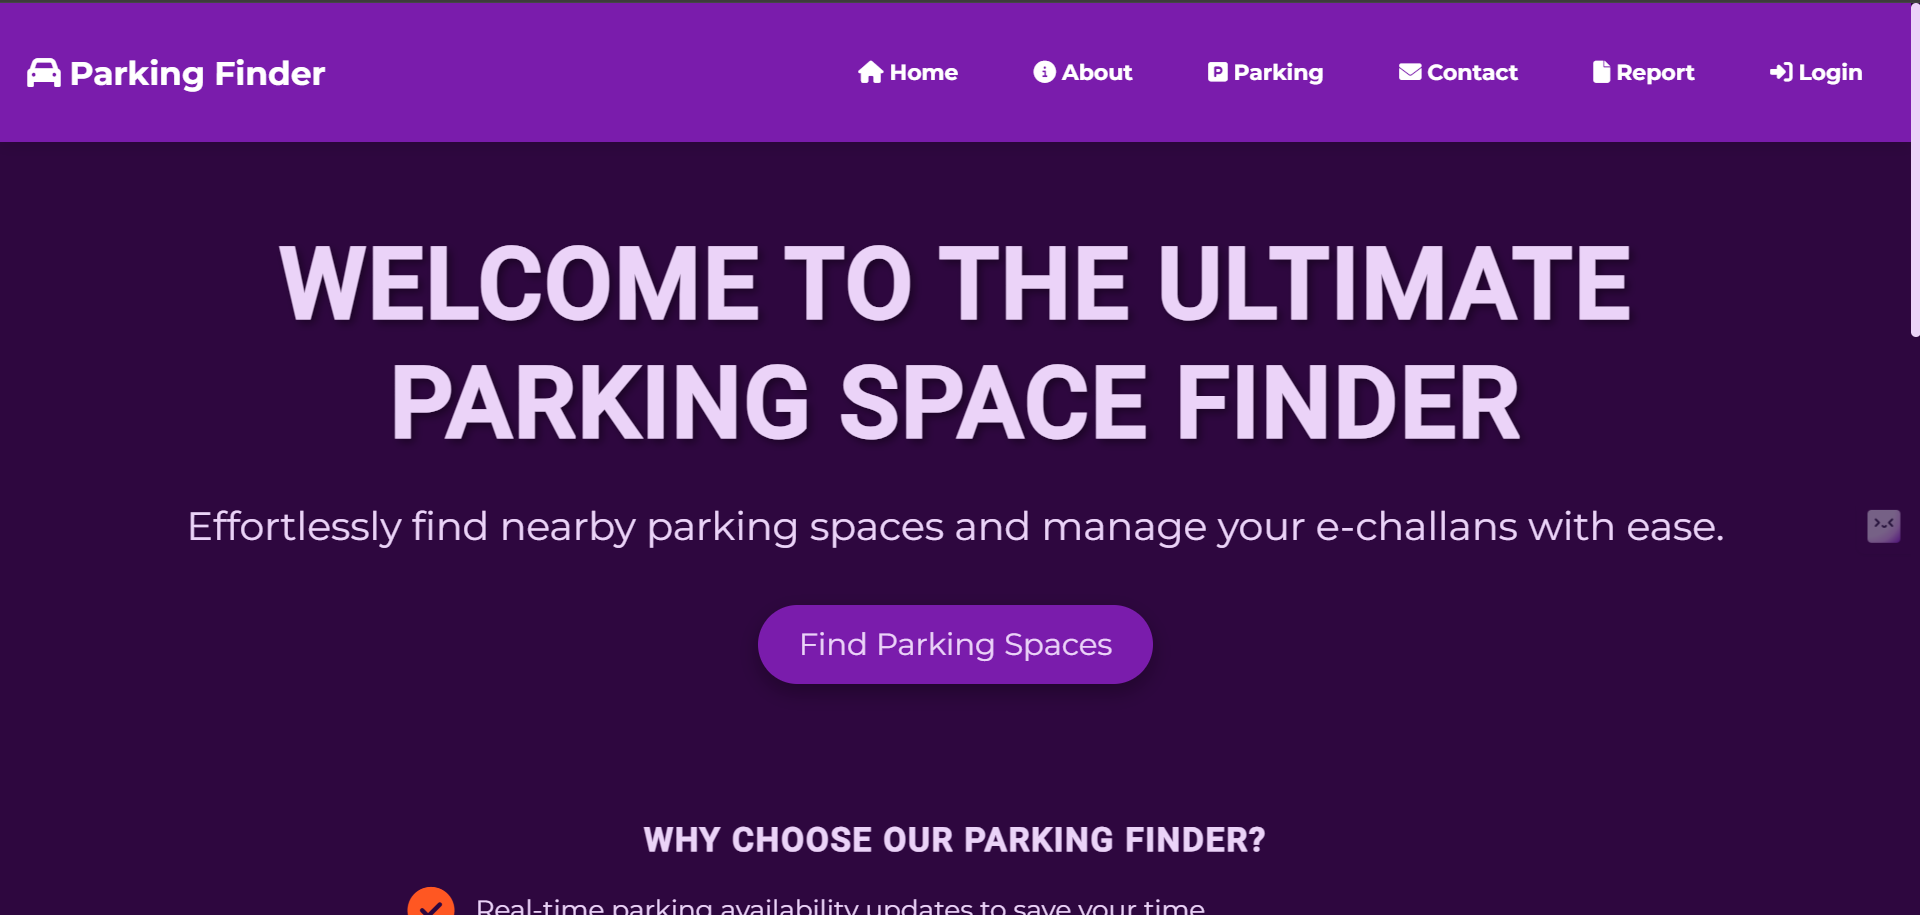 Parking Finder
Home About Parking Contact Report Login
WELCOME TO THE ULTIMATE
PARKING SPACE FINDER
Effortlessly find nearby parking spaces and manage your e-challans with ease.
Find Parking Spaces
WHY CHOOSE OUR PARKING FINDER?
Real-time parking availability updates to save your time